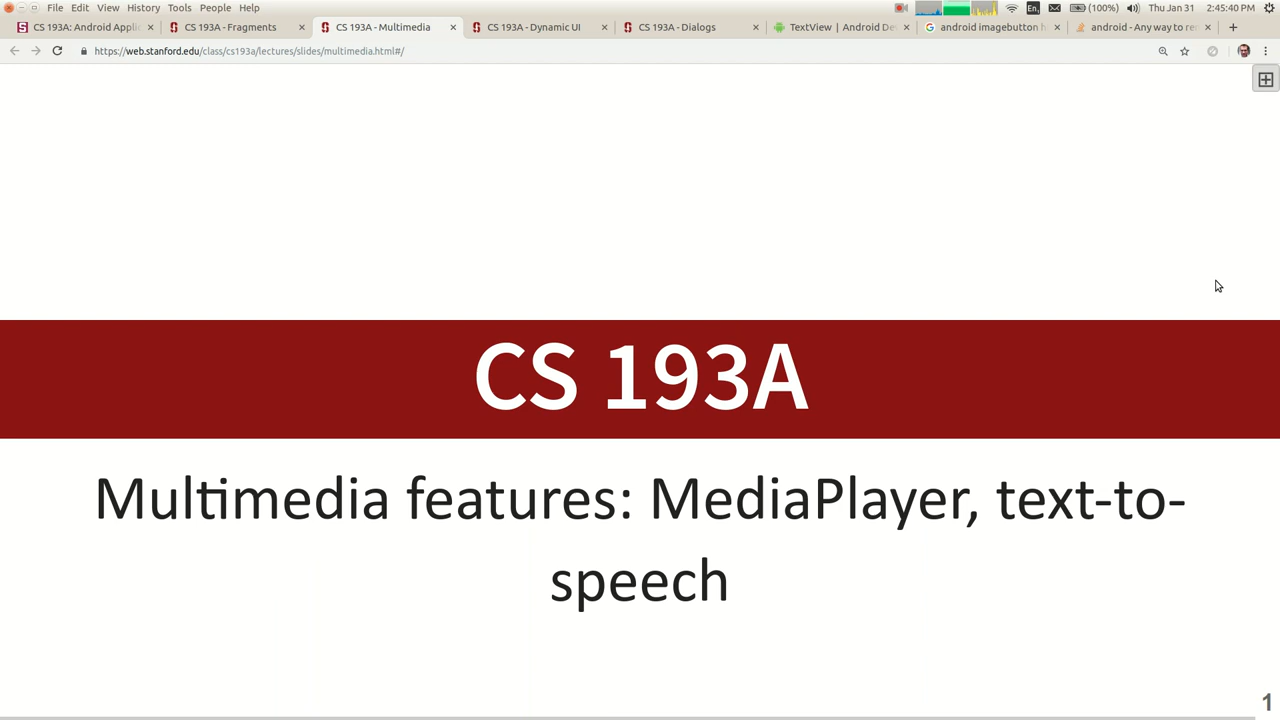 File Edit View History Tools People Help
En (100%) Thu Jan 31 2:45:40 PM
CS 193A: Android Appli
CS 193A - Fragments
CS 193A - Multimedia
CS 193A - Dynamic UI
CS 193A - Dialogs
TextView | Android De
android imagebutton h
android - Any way to re
https://web.stanford.edu/class/cs193a/lectures/slides/multimedia.html#/
CS 193A
Multimedia features: MediaPlayer, text-to-
speech
1